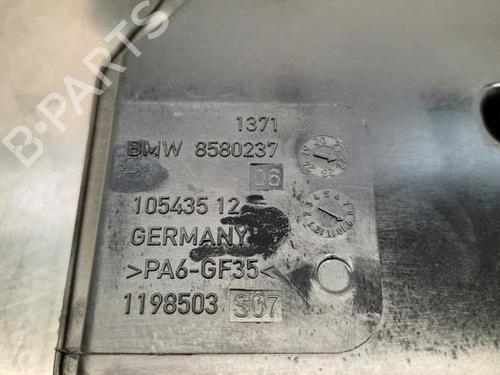 B-PARTS
1371
BMW 8580237
06
105435 12
GERMANY
>PA6-GF35<
1198503 S07